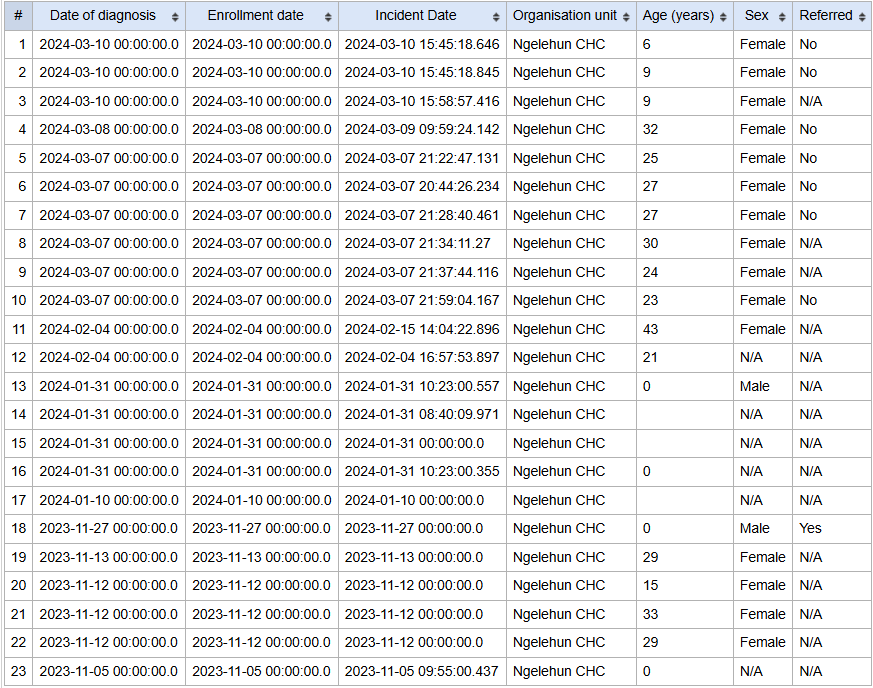 # Date of diagnosis Enrollment date Incident Date Organisation unit Age (years) Sex Referred
1 2024-03-10 00:00:00.0 2024-03-10 00:00:00.0 2024-03-10 15:45:18.646 Ngelehun CHC 6 Female No
2 2024-03-10 00:00:00.0 2024-03-10 00:00:00.0 2024-03-10 15:45:18.845 Ngelehun CHC 9 Female No
3 2024-03-10 00:00:00.0 2024-03-10 00:00:00.0 2024-03-10 15:58:57.416 Ngelehun CHC 9 Female N/A
4 2024-03-08 00:00:00.0 2024-03-08 00:00:00.0 2024-03-09 09:59:24.142 Ngelehun CHC 32 Female No
5 2024-03-07 00:00:00.0 2024-03-07 00:00:00.0 2024-03-07 21:22:47.131 Ngelehun CHC 25 Female No
6 2024-03-07 00:00:00.0 2024-03-07 00:00:00.0 2024-03-07 20:44:26.234 Ngelehun CHC 27 Female No
7 2024-03-07 00:00:00.0 2024-03-07 00:00:00.0 2024-03-07 21:28:40.461 Ngelehun CHC 27 Female No
8 2024-03-07 00:00:00.0 2024-03-07 00:00:00.0 2024-03-07 21:34:11.27 Ngelehun CHC 30 Female N/A
9 2024-03-07 00:00:00.0 2024-03-07 00:00:00.0 2024-03-07 21:37:44.116 Ngelehun CHC 24 Female N/A
10 2024-03-07 00:00:00.0 2024-03-07 00:00:00.0 2024-03-07 21:59:04.167 Ngelehun CHC 23 Female No
11 2024-02-04 00:00:00.0 2024-02-04 00:00:00.0 2024-02-15 14:04:22.896 Ngelehun CHC 43 Female N/A
12 2024-02-04 00:00:00.0 2024-02-04 00:00:00.0 2024-02-04 16:57:53.897 Ngelehun CHC 21 N/A N/A
13 2024-01-31 00:00:00.0 2024-01-31 00:00:00.0 2024-01-31 10:23:00.557 Ngelehun CHC 0 Male N/A
14 2024-01-31 00:00:00.0 2024-01-31 00:00:00.0 2024-01-31 08:40:09.971 Ngelehun CHC N/A N/A
15 2024-01-31 00:00:00.0 2024-01-31 00:00:00.0 2024-01-31 00:00:00.0 Ngelehun CHC N/A N/A
16 2024-01-31 00:00:00.0 2024-01-31 00:00:00.0 2024-01-31 10:23:00.355 Ngelehun CHC 0 N/A N/A
17 2024-01-10 00:00:00.0 2024-01-10 00:00:00.0 2024-01-10 00:00:00.0 Ngelehun CHC N/A N/A
18 2023-11-27 00:00:00.0 2023-11-27 00:00:00.0 2023-11-27 00:00:00.0 Ngelehun CHC 0 Male Yes
19 2023-11-13 00:00:00.0 2023-11-13 00:00:00.0 2023-11-13 00:00:00.0 Ngelehun CHC 29 Female N/A
20 2023-11-12 00:00:00.0 2023-11-12 00:00:00.0 2023-11-12 00:00:00.0 Ngelehun CHC 15 Female N/A
21 2023-11-12 00:00:00.0 2023-11-12 00:00:00.0 2023-11-12 00:00:00.0 Ngelehun CHC 33 Female N/A
22 2023-11-12 00:00:00.0 2023-11-12 00:00:00.0 2023-11-12 00:00:00.0 Ngelehun CHC 29 Female N/A
23 2023-11-05 00:00:00.0 2023-11-05 00:00:00.0 2023-11-05 09:55:00.437 Ngelehun CHC 0 N/A N/A